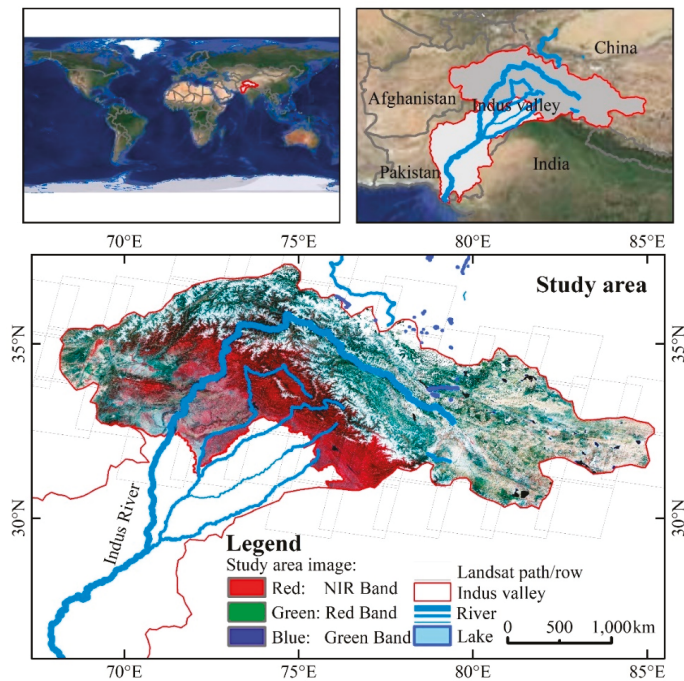 China
Afghanistan
Indus valley
Pakistan
India
70°E 75°E 80°E 85°E
Study area
35°N 35°N
30°N 30°N
Indus River
Legend
Study area image:
Red: NIR Band
Green: Red Band
Blue: Green Band
Landsat path/row
Indus valley
River
Lake
0 500 1,000km
70°E 75°E 80°E 85°E